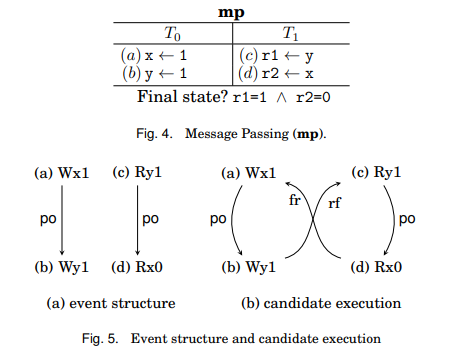 mp
T0 T1
(a) x ← 1 (c) r1 ← y
(b) y ← 1 (d) r2 ← x
Final state? r1=1 ∧ r2=0
Fig. 4. Message Passing (mp).
(a) Wx1 (c) Ry1 (a) Wx1 (c) Ry1
fr rf
po po po po
(b) Wy1 (d) Rx0 (b) Wy1 (d) Rx0
(a) event structure (b) candidate execution
Fig. 5. Event structure and candidate execution